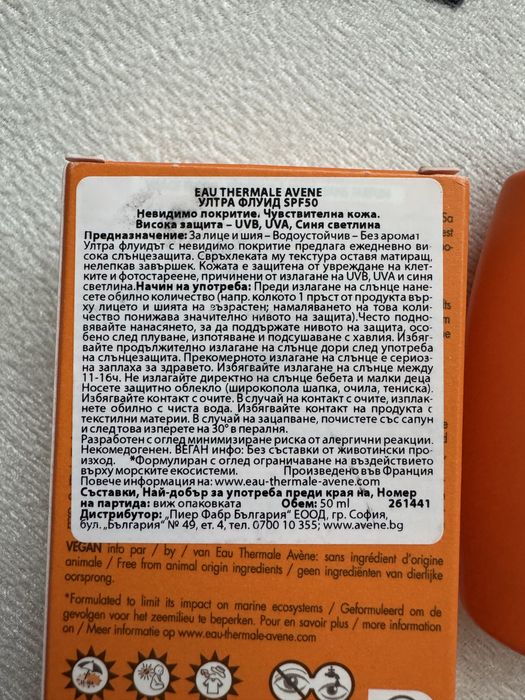 EAU THERMALE AVENE
УЛТРА ФЛУИД SPF50
Невидимо покритие. Чувствителна кожа.
Висока защита – UVB, UVA, Синя светлина
Предназначение: За лице и шия – Водоустойчив – Без аромат
Ултра флуидът с невидимо покритие предлага ежедневно ви-
сока слънцезащита. Свръхлеката му текстура оставя матиращ,
нелепкав завършек. Кожата е защитена от увреждане на клет-
ките и фотостареене, причинени от излагане на UVB, UVA и синя
светлина.Начин на употреба: Преди излагане на слънце нане-
сете обилно количество (напр. колкото 1 пръст от продукта вър-
ху лицето и шията на възрастен; намаляването на това коли-
чество понижава значително нивото на защита).Често подно-
вявайте нанасянето, за да поддържате нивото на защита, осо-
бено след плуване, изпотяване и подсушаване с хавлия. Избяг-
вайте продължително излагане на слънце дори след употреба
на слънцезащита. Прекомерното излагане на слънце е сериоз-
на заплаха за здравето. Избягвайте излагане на слънце между
11-16ч. Не излагайте директно на слънце бебета и малки деца
Носете защитно облекло (широкопола шапка, очила, тениска).
Избягвайте контакт с очите. В случай на контакт с очите, изплак-
нете обилно с чиста вода. Избягвайте контакт на продукта с
текстилни материи. В случай на зацапване, почистете със сапун
и след това изперете на 30° в пералня.
Разработен с оглед минимизиране риска от алергични реакции.
Некомедогенен. ВЕГАН инфо: Без съставки от животински про-
изход. *Формулиран с оглед ограничаване на въздействието
върху морските екосистеми. Произведено във Франция
Повече информация на: www.eau-thermale-avene.com
Съставки, Най-добър за употреба преди края на, Номер
на партида: виж опаковката Обем: 50 ml 261441
Дистрибутор: „Пиер Фабр България“ ЕООД, гр. София,
бул. „България“ № 49, ет. 4, тел. 0700 10 355; www.avene.bg
VEGAN info par / by / van Eau Thermale Avène: sans ingrédient d'origine
animale / Free from animal origin ingredients / geen ingrediënten van dierlijke
oorsprong.
*Formulated to limit its impact on marine ecosystems / Geformuleerd om de
gevolgen voor het zeemilieu te beperken. Pour en savoir plus / more information
on / Meer informatie op www.eau-thermale-avene.com